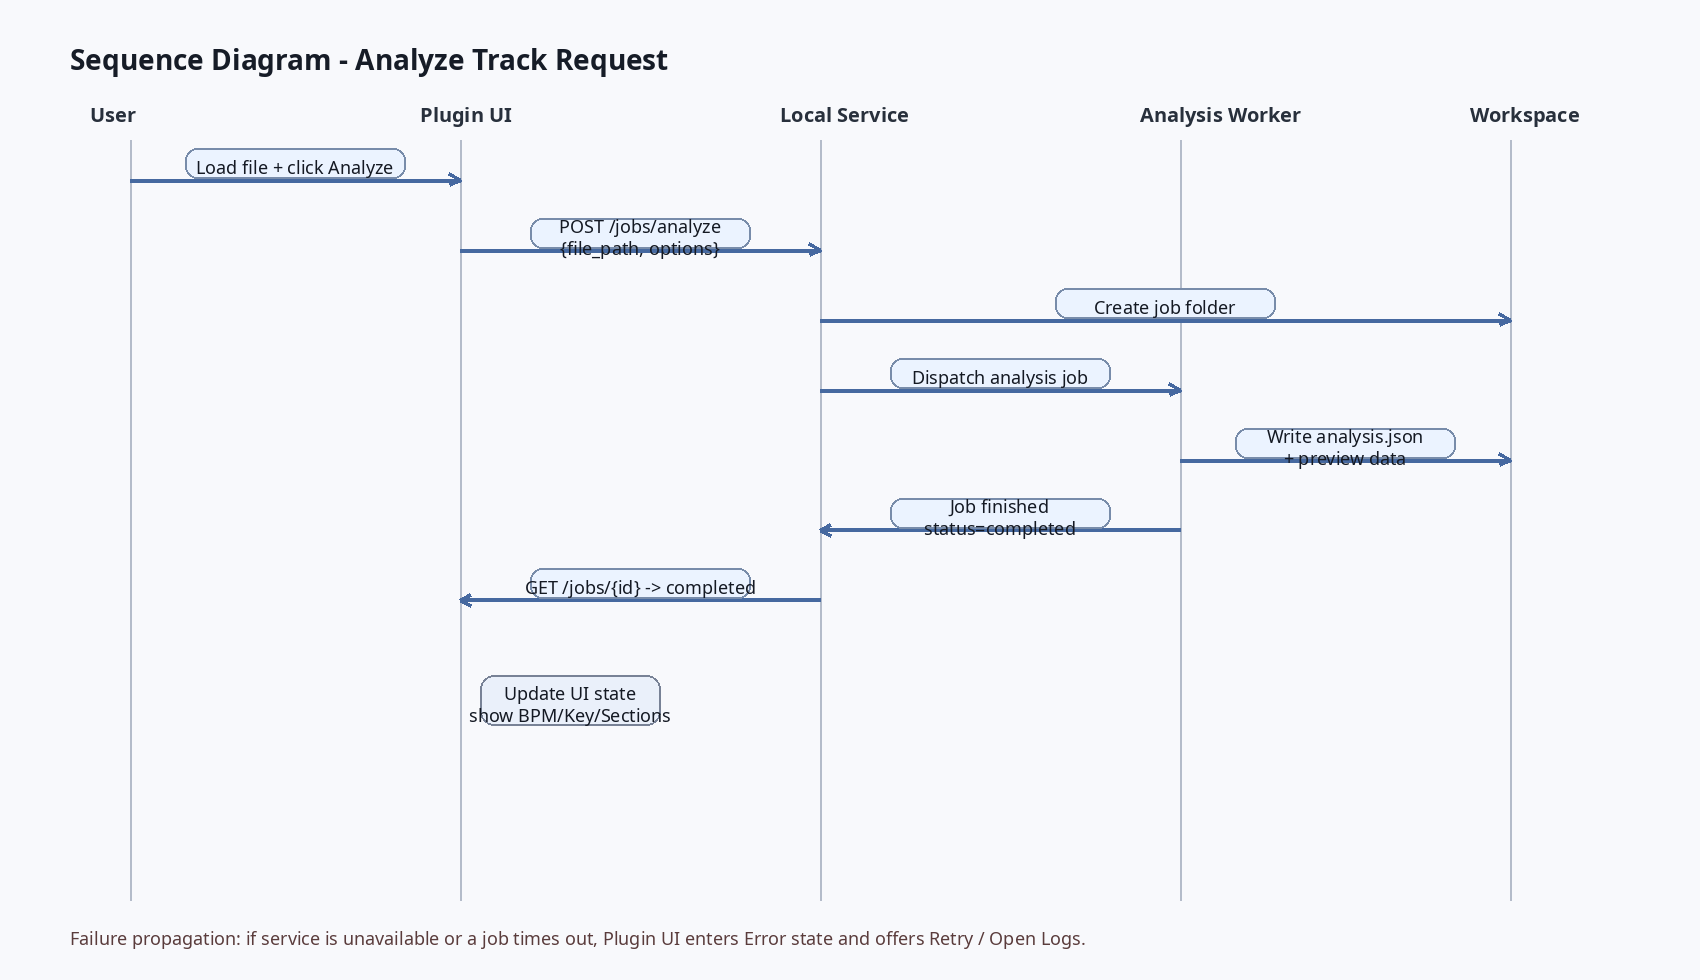 Sequence Diagram - Analyze Track Request
User
Plugin UI
Local Service
Analysis Worker
Workspace
Load file + click Analyze
POST /jobs/analyze
{file_path, options}
Create job folder
Dispatch analysis job
Write analysis.json
+ preview data
Job finished
status=completed
GET /jobs/{id} -> completed
Update UI state
show BPM/Key/Sections
Failure propagation: if service is unavailable or a job times out, Plugin UI enters Error state and offers Retry / Open Logs.